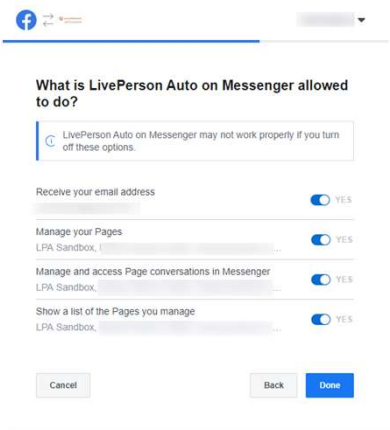 What is LivePerson Auto on Messenger allowed
to do?
LivePerson Auto on Messenger may not work properly if you turn
off these options.
Receive your email address
YES
Manage your Pages
LPA Sandbox, ...
YES
Manage and access Page conversations in Messenger
LPA Sandbox, ...
YES
Show a list of the Pages you manage
LPA Sandbox, ...
YES
Cancel
Back
Done